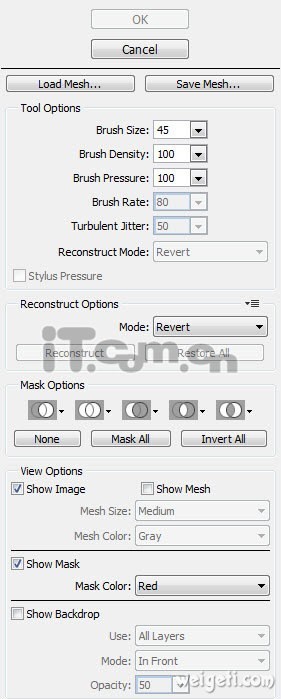 OK
Cancel
Load Mesh... Save Mesh...
Tool Options
Brush Size: 45
Brush Density: 100
Brush Pressure: 100
Brush Rate: 80
Turbulent Jitter: 50
Reconstruct Mode: Revert
Stylus Pressure
Reconstruct Options
Mode: Revert
iT.com.cn
Reconstruct Restore All
Mask Options
None Mask All Invert All
View Options
Show Image Show Mesh
Mesh Size: Medium
Mesh Color: Gray
Show Mask
Mask Color: Red
Show Backdrop
Use: All Layers
Mode: In Front
Opacity: 50
weigeti.com